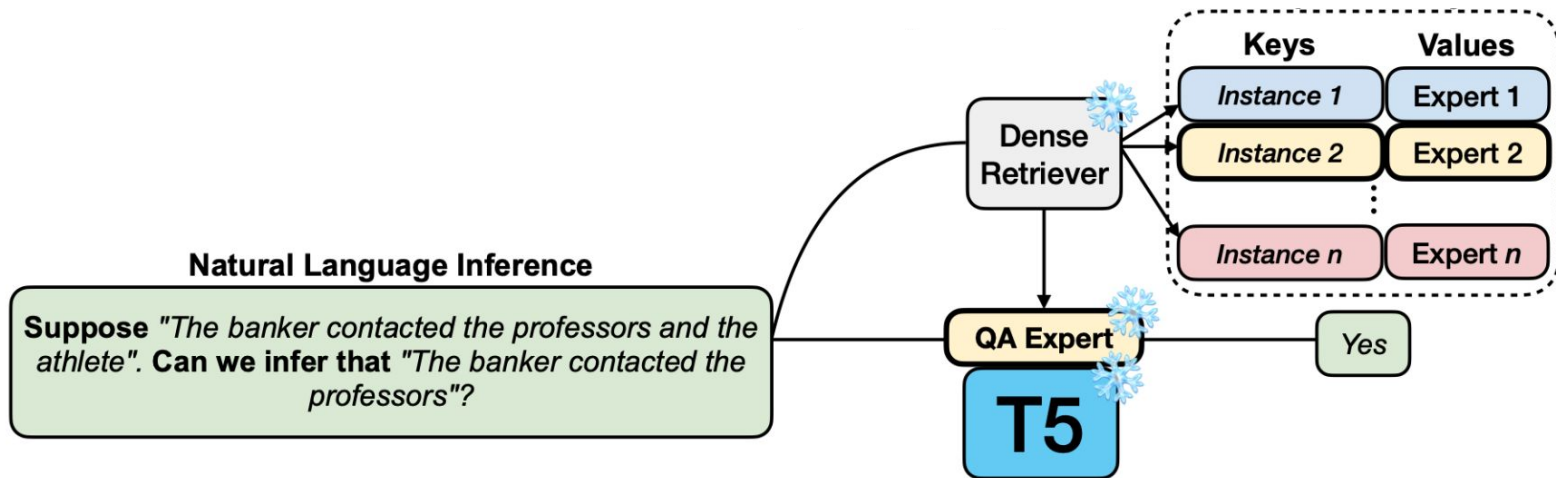 Keys Values
Instance 1 Expert 1
Dense
Retriever
Instance 2 Expert 2
Instance n Expert n
Natural Language Inference
Suppose "The banker contacted the professors and the
athlete". Can we infer that "The banker contacted the
professors"?
QA Expert
Yes
T5